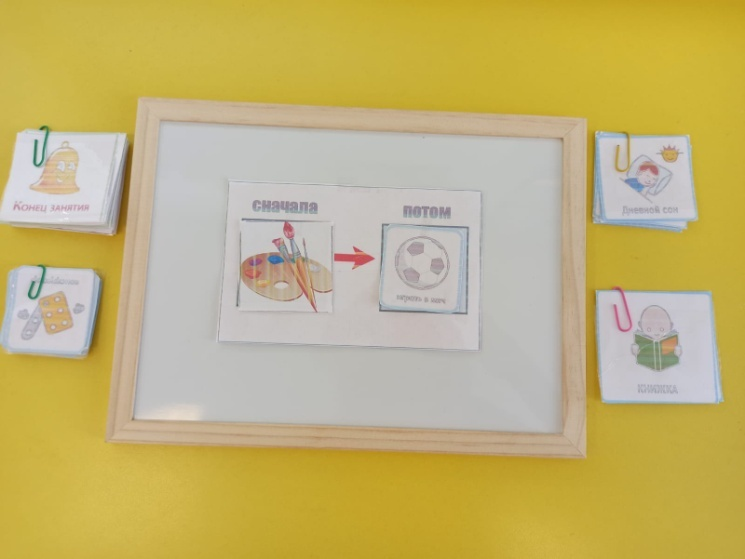 сначала
потом
играть в мяч
Конец занятия
Дневной сон
КНИЖКА